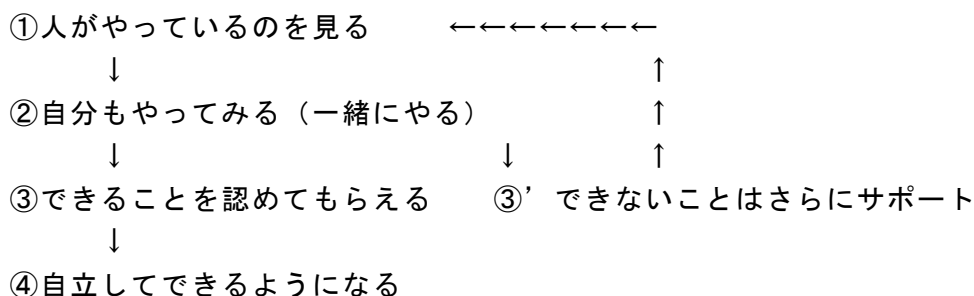 ①人がやっているのを見る　　←←←←←←←
↓　　↑
②自分もやってみる（一緒にやる）　　↑
↓　　↓　　↑
③できることを認めてもらえる　　③’できないことはさらにサポート
↓
④自立してできるようになる